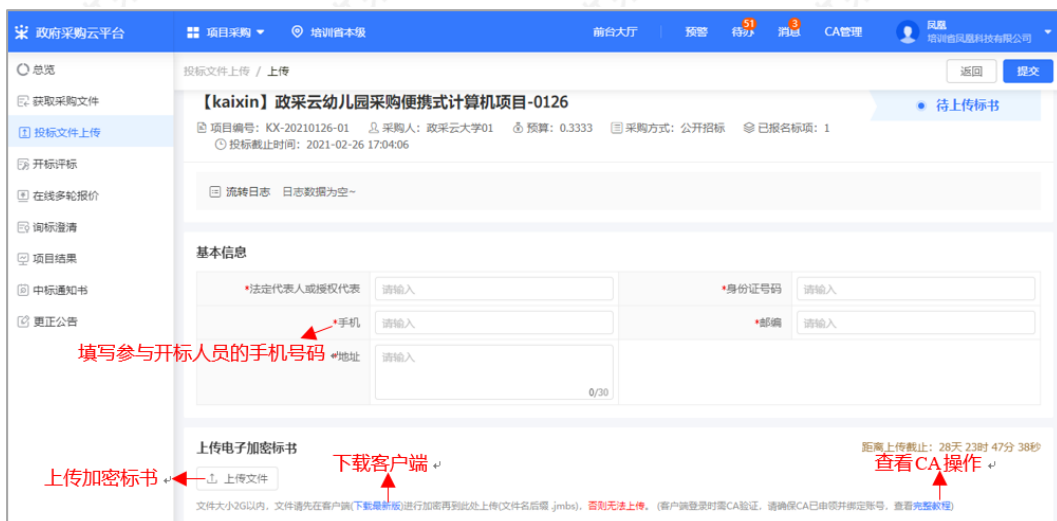 政府采购云平台 项目采购 培训省本级 前台大厅 预警 待办 51 消息 3 CA管理 凤凰
培训省凤凰科技有限公司
总览
投标文件上传 / 上传 返回 提交
获取采购文件
投标文件上传
开标评标
在线多轮报价
询标澄清
项目结果
中标通知书
更正公告
【kaixin】政采云幼儿园采购便携式计算机项目-0126
待上传标书
项目编号：KX-20210126-01 采购人：政采云大学01 预算：0.3333 采购方式：公开招标 已报名标项：1
投标截止时间：2021-02-26 17:04:06
流转日志 日志数据为空~
基本信息
*法定代表人或授权代表 请输入 *身份证号码 请输入
*手机 请输入 *邮编 请输入
填写参与开标人员的手机号码
*地址 请输入
0/30
上传电子加密标书 距离上传截止：28天 23时 47分 38秒
下载客户端 查看CA操作
上传加密标书 上传文件
文件大小2G以内，文件请先在客户端(下载最新版)进行加密再到此处上传(文件名后缀 .jmbs)，否则无法上传。(客户端登录时需CA验证，请确保CA已申领并绑定账号，查看完整教程)